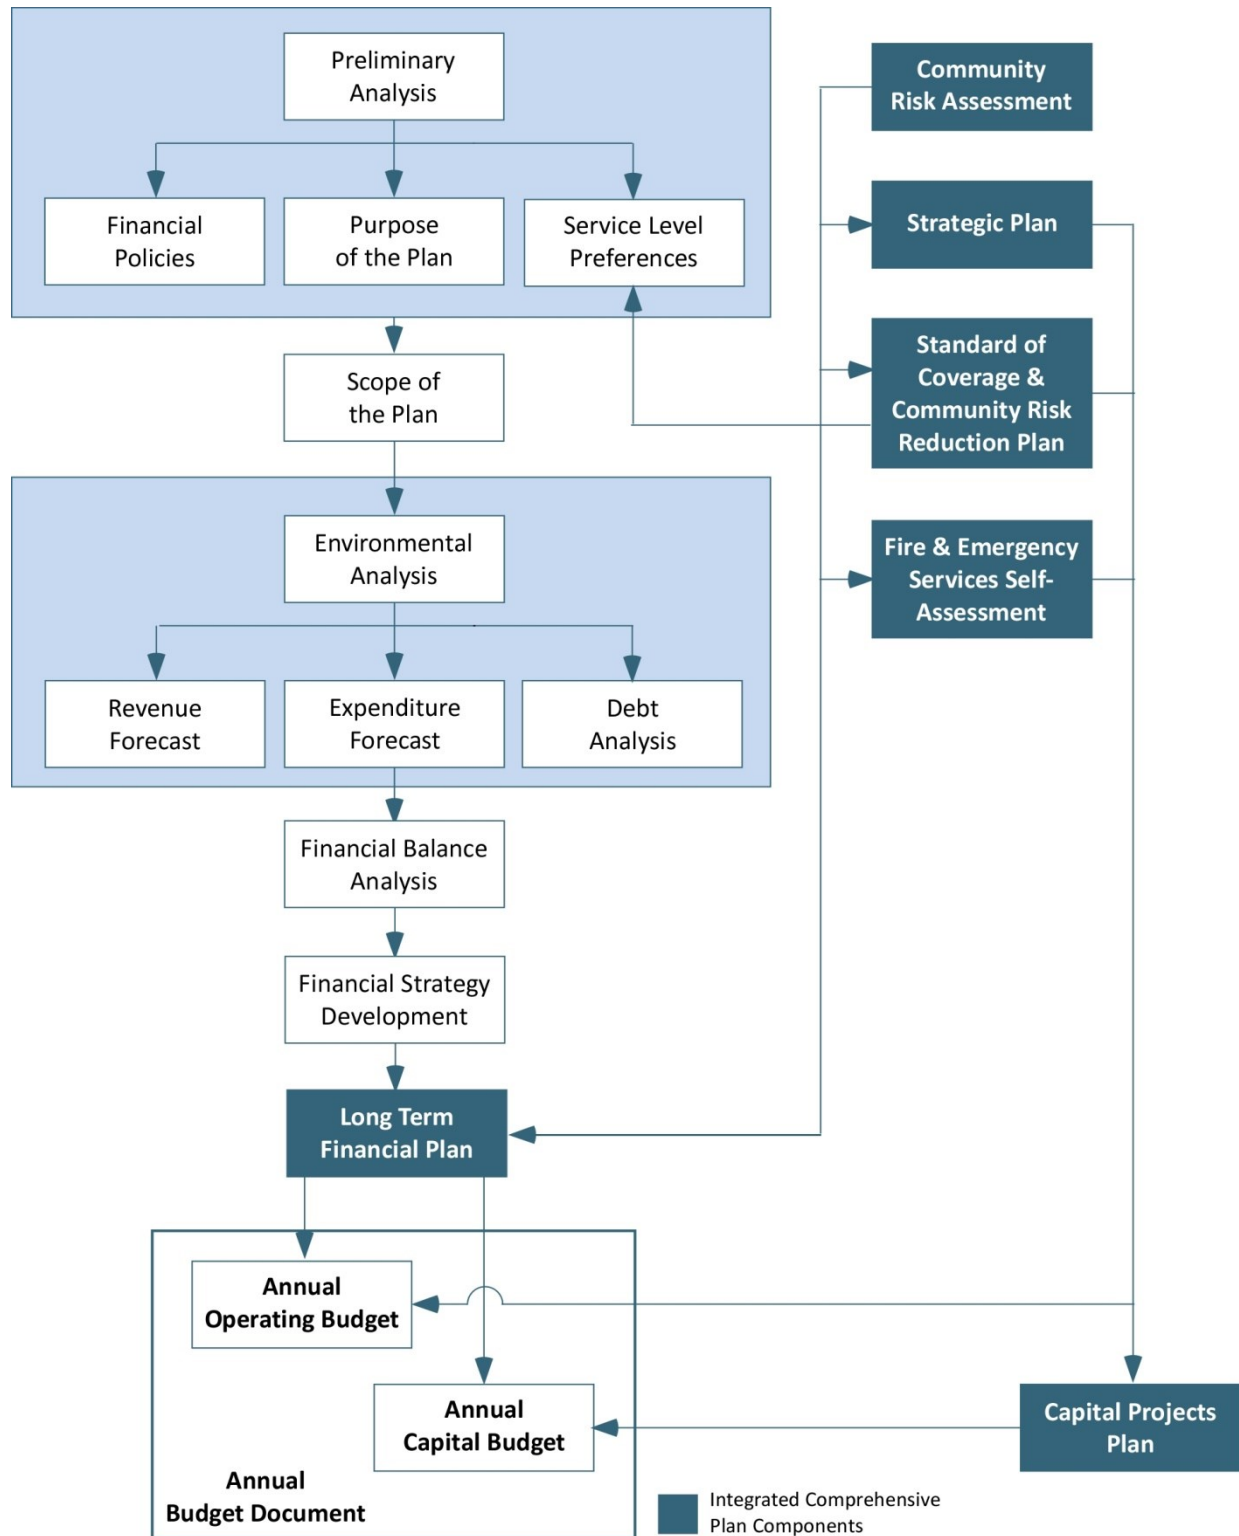 Preliminary
Analysis
Financial
Policies
Purpose
of the Plan
Service Level
Preferences
Scope of
the Plan
Environmental
Analysis
Revenue
Forecast
Expenditure
Forecast
Debt
Analysis
Financial Balance
Analysis
Financial Strategy
Development
Long Term
Financial Plan
Annual
Operating Budget
Annual
Capital Budget
Annual
Budget Document
Community
Risk Assessment
Strategic Plan
Standard of
Coverage &
Community Risk
Reduction Plan
Fire & Emergency
Services Self-
Assessment
Capital Projects
Plan
Integrated Comprehensive
Plan Components